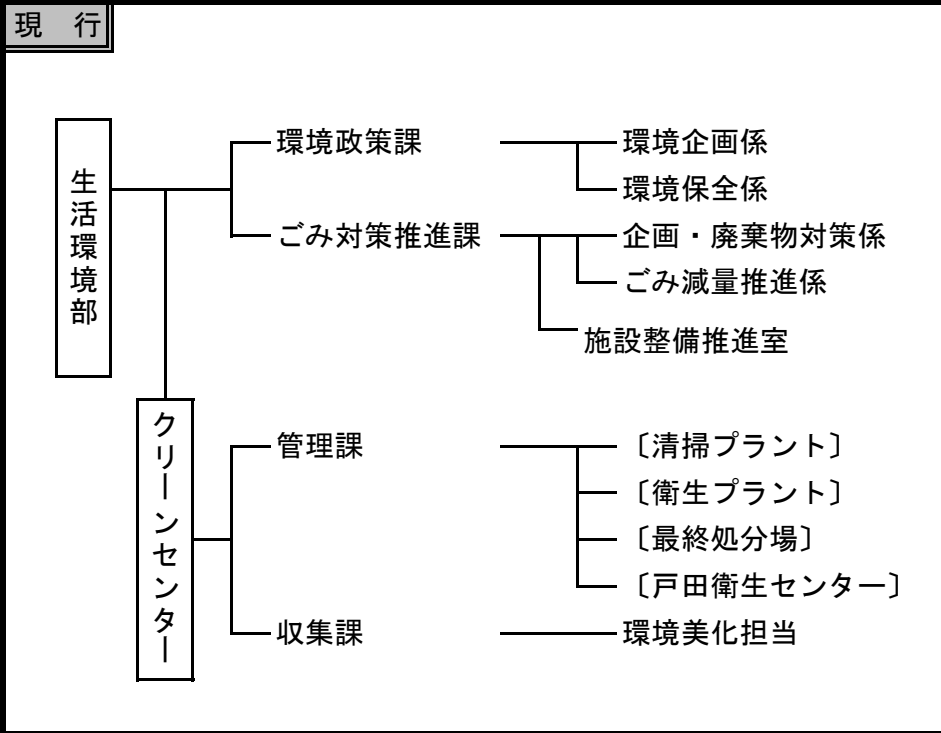 現　行
生活環境部
環境政策課
環境企画係
環境保全係
ごみ対策推進課
企画・廃棄物対策係
ごみ減量推進係
施設整備推進室
クリーンセンター
管理課
〔清掃プラント〕
〔衛生プラント〕
〔最終処分場〕
〔戸田衛生センター〕
収集課
環境美化担当